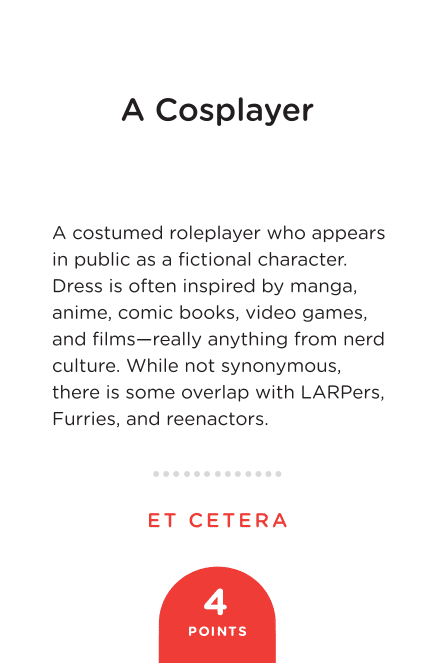 A Cosplayer
A costumed roleplayer who appears
in public as a fictional character.
Dress is often inspired by manga,
anime, comic books, video games,
and films—really anything from nerd
culture. While not synonymous,
there is some overlap with LARPers,
Furries, and reenactors.
ET CETERA
4
POINTS